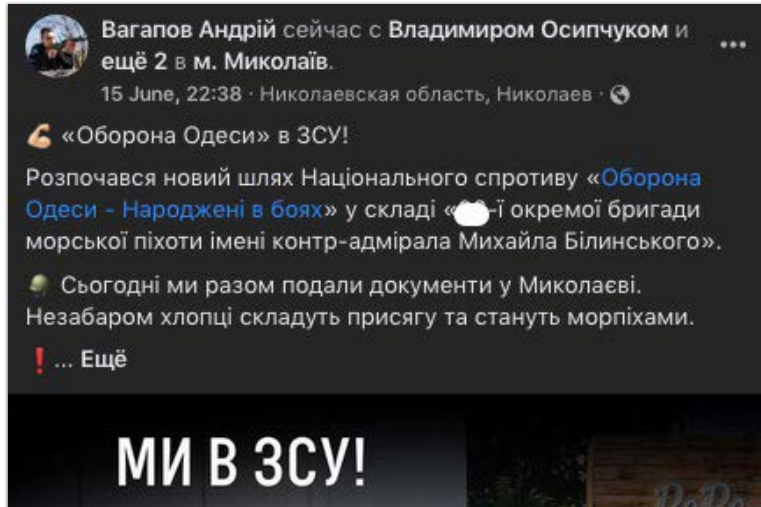 Вагапов Андрій сейчас с Владимиром Осипчуком и
ещё 2 в м. Миколаїв.
15 June, 22:38 · Николаевская область, Николаев ·
💪 «Оборона Одеси» в ЗСУ!
Розпочався новий шлях Національного спротиву «Оборона
Одеси - Народжені в боях» у складі « -ї окремої бригади
морської піхоти імені контр-адмірала Михайла Білинського».
🪖 Сьогодні ми разом подали документи у Миколаєві.
Незабаром хлопці складуть присягу та стануть морпіхами.
❗... Ещё
МИ В ЗСУ!